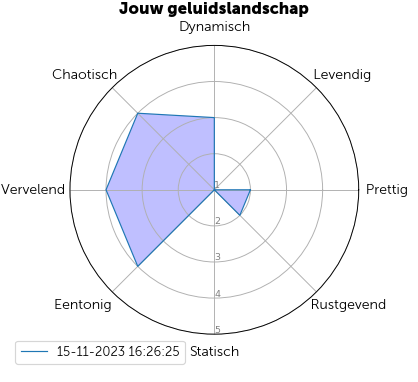 Jouw geluidslandschap
Dynamisch
Chaotisch
Levendig
Vervelend
Prettig
1
2
3
4
5
Eentonig
Rustgevend
15-11-2023 16:26:25
Statisch